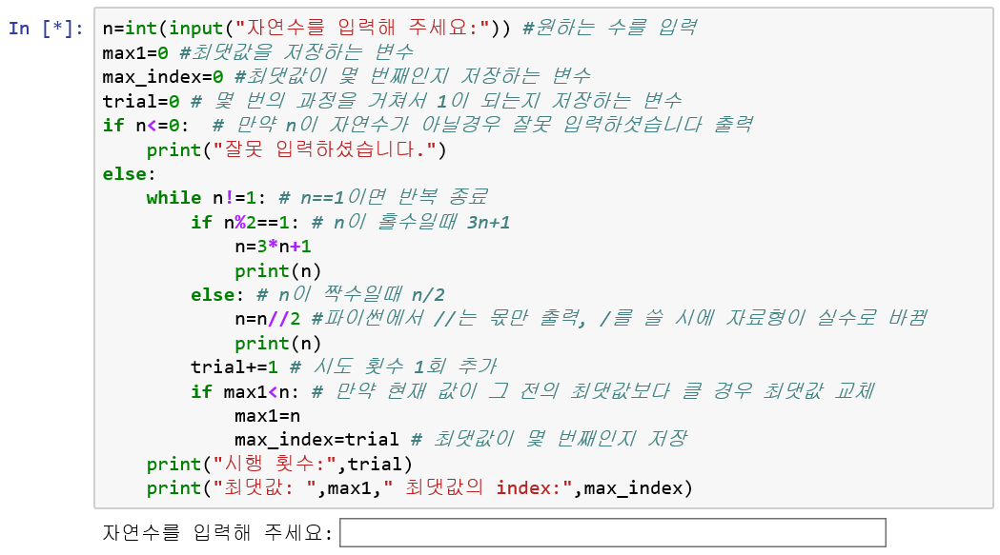 In [*]: n=int(input("자연수를 입력해 주세요:")) #원하는 수를 입력
max1=0 #최댓값을 저장하는 변수
max_index=0 #최댓값이 몇 번째인지 저장하는 변수
trial=0 # 몇 번의 과정을 거쳐서 1이 되는지 저장하는 변수
if n<=0:  # 만약 n이 자연수가 아닐경우 잘못 입력하셧습니다 출력
    print("잘못 입력하셨습니다.")
else:
    while n!=1: # n==1이면 반복 종료
        if n%2==1: # n이 홀수일때 3n+1
            n=3*n+1
            print(n)
        else: # n이 짝수일때 n/2
            n=n//2 #파이썬에서 //는 몫만 출력, /를 쓸 시에 자료형이 실수로 바뀜
            print(n)
        trial+=1 # 시도 횟수 1회 추가
        if max1<n: # 만약 현재 값이 그 전의 최댓값보다 클 경우 최댓값 교체
            max1=n
            max_index=trial # 최댓값이 몇 번째인지 저장
    print("시행 횟수:",trial)
    print("최댓값: ",max1," 최댓값의 index:",max_index)
자연수를 입력해 주세요: